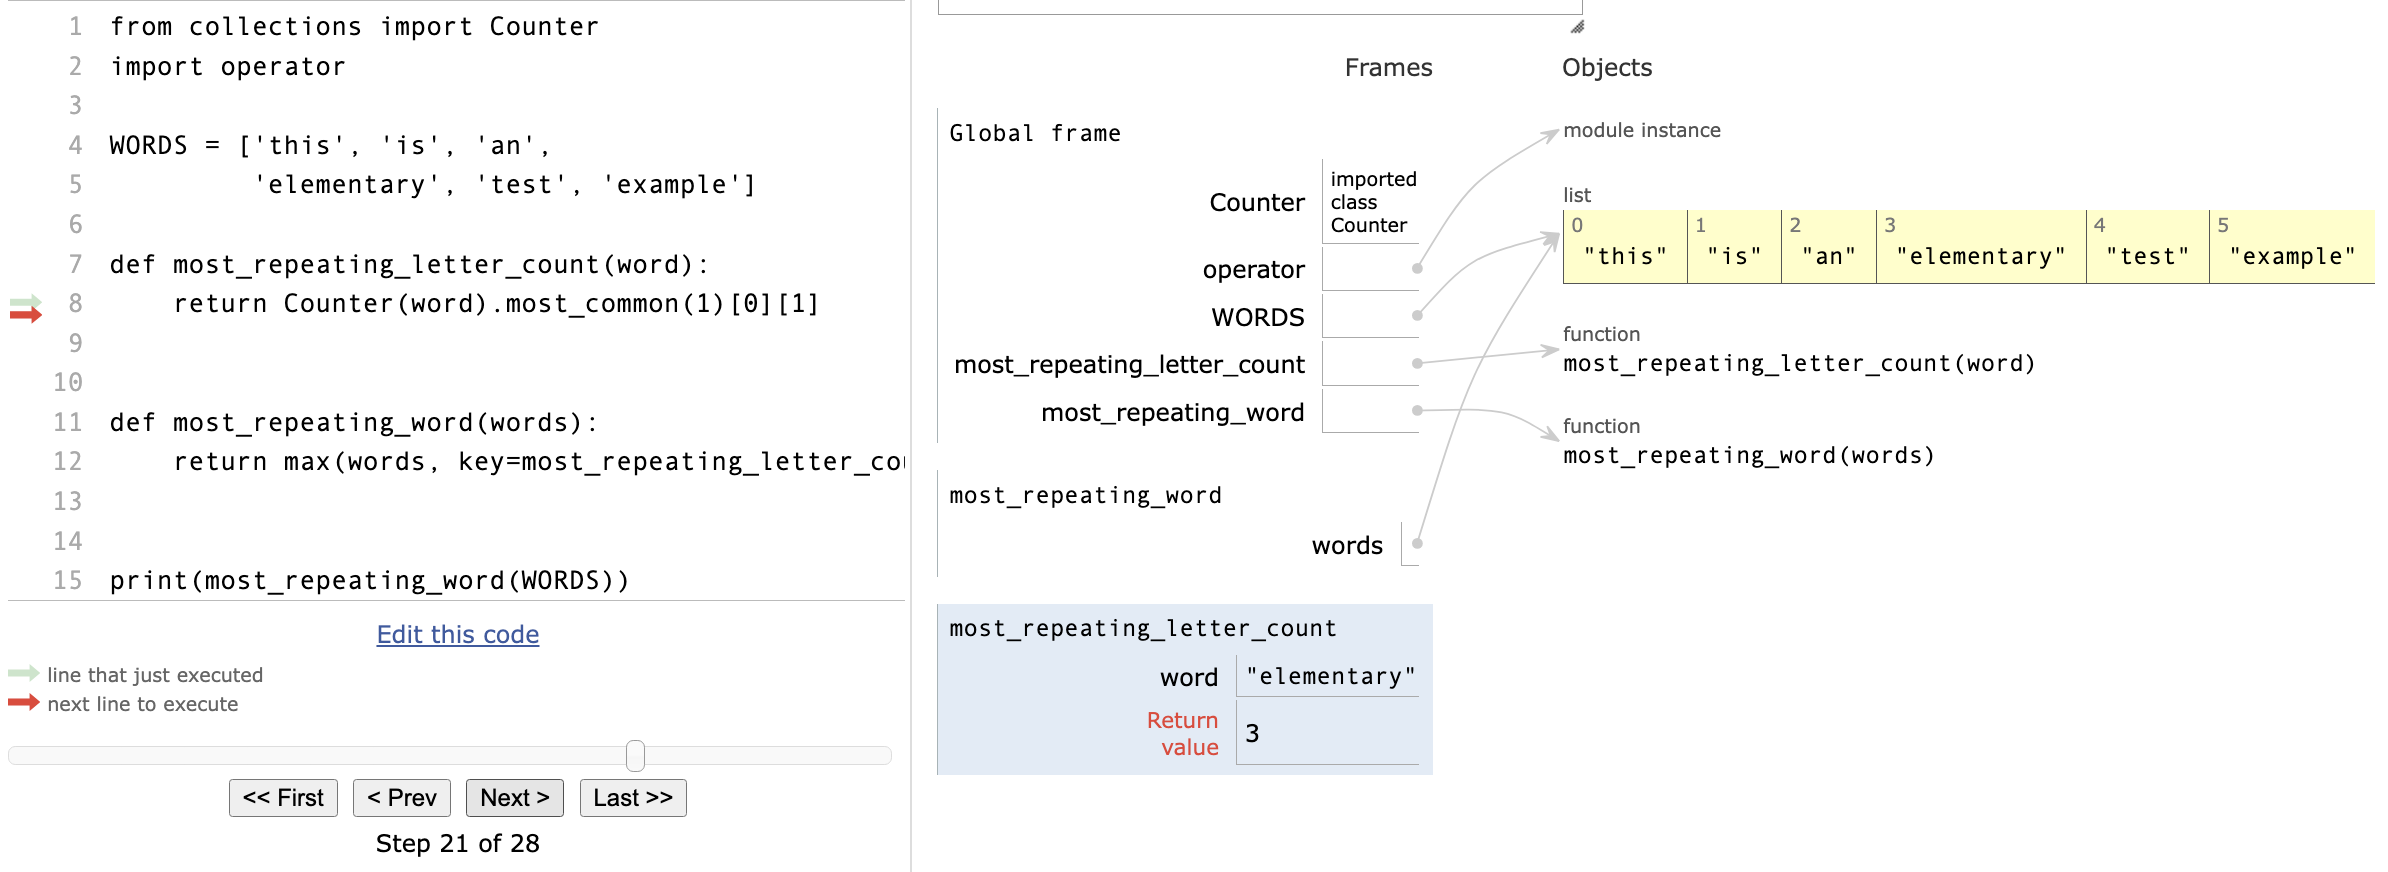 1 from collections import Counter
2 import operator
3
4 WORDS = ['this', 'is', 'an',
5 'elementary', 'test', 'example']
6
7 def most_repeating_letter_count(word):
8 return Counter(word).most_common(1)[0][1]
9
10
11 def most_repeating_word(words):
12 return max(words, key=most_repeating_letter_co
13
14
15 print(most_repeating_word(WORDS))
Edit this code
line that just executed
next line to execute
<< First < Prev Next > Last >>
Step 21 of 28
Frames Objects
Global frame
Counter imported
class
Counter
operator
WORDS
most_repeating_letter_count
most_repeating_word
most_repeating_word
words
most_repeating_letter_count
word "elementary"
Return
value 3
module instance
list
0 1 2 3 4 5
"this" "is" "an" "elementary" "test" "example"
function
most_repeating_letter_count(word)
function
most_repeating_word(words)